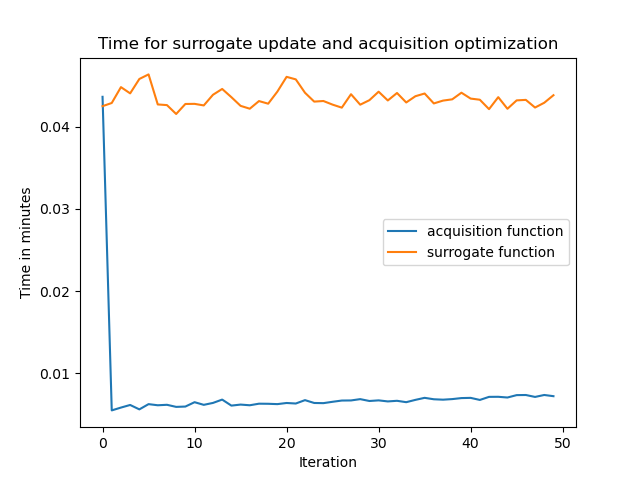 Time for surrogate update and acquisition optimization
0.04
0.03
0.02
0.01
Time in minutes
acquisition function
surrogate function
0 10 20 30 40 50
Iteration